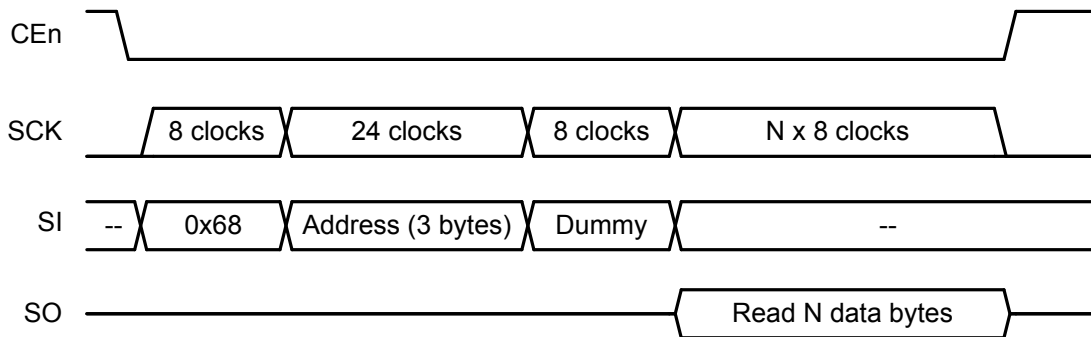 CEn
SCK 8 clocks 24 clocks 8 clocks N x 8 clocks
SI -- 0x68 Address (3 bytes) Dummy --
SO Read N data bytes